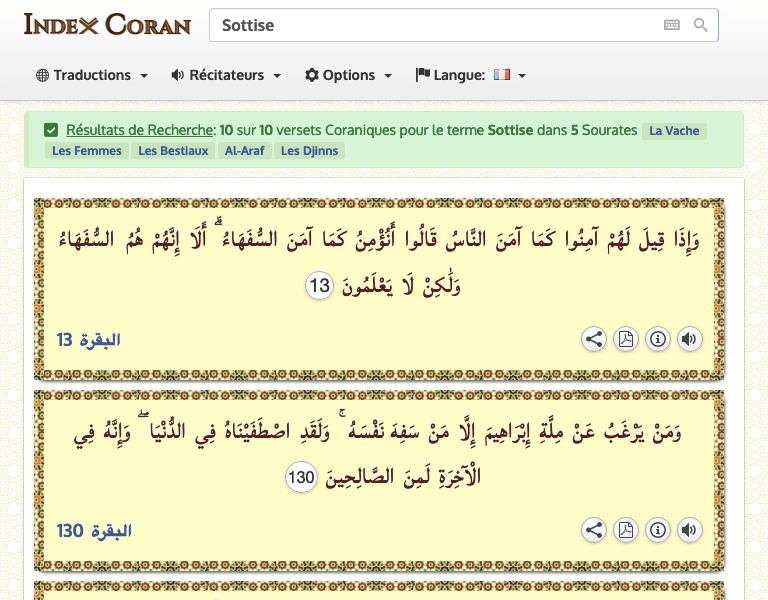 Index Coran
Sottise
Traductions Récitateurs Options Langue:
Résultats de Recherche: 10 sur 10 versets Coraniques pour le terme Sottise dans 5 Sourates La Vache
Les Femmes Les Bestiaux Al-Araf Les Djinns
وَإِذَا قِيلَ لَهُمْ آمِنُوا كَمَا آمَنَ النَّاسُ قَالُوا أَنُؤْمِنُ كَمَا آمَنَ السُّفَهَاءُ ۗ أَلَا إِنَّهُمْ هُمُ السُّفَهَاءُ
وَلَٰكِنْ لَا يَعْلَمُونَ 13
البقرة 13
وَمَنْ يَرْغَبُ عَنْ مِلَّةِ إِبْرَاهِيمَ إِلَّا مَنْ سَفِهَ نَفْسَهُ ۚ وَلَقَدِ اصْطَفَيْنَاهُ فِي الدُّنْيَا ۖ وَإِنَّهُ فِي
الْآخِرَةِ لَمِنَ الصَّالِحِينَ 130
البقرة 130